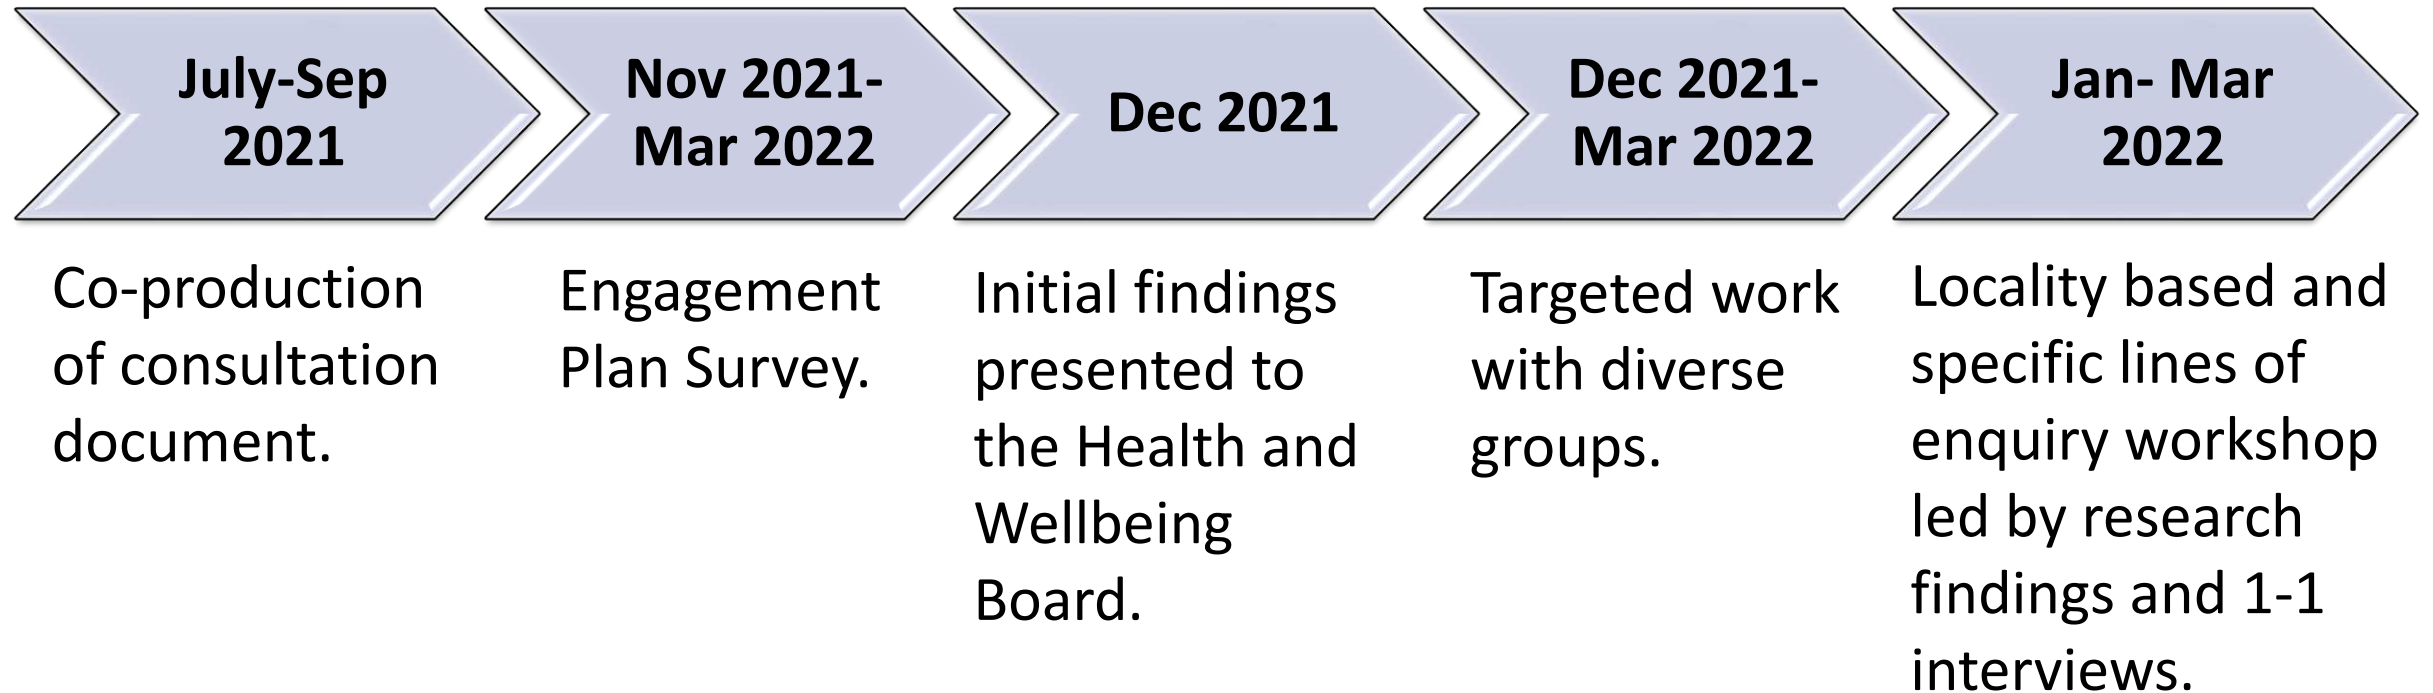 July-Sep
2021
Co-production
of consultation
document.
Nov 2021-
Mar 2022
Engagement
Plan Survey.
Dec 2021
Initial findings
presented to
the Health and
Wellbeing
Board.
Dec 2021-
Mar 2022
Targeted work
with diverse
groups.
Jan- Mar
2022
Locality based and
specific lines of
enquiry workshop
led by research
findings and 1-1
interviews.